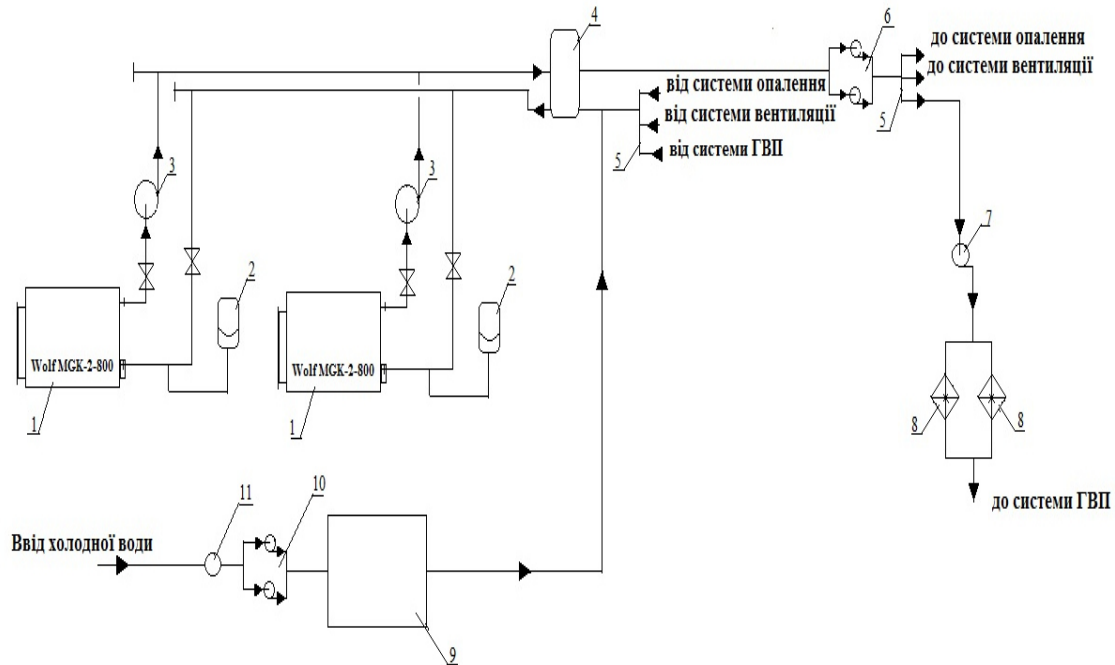 4
6
до системи опалення
до системи вентиляції
від системи опалення
від системи вентиляції
5
5
від системи ГВП
3
3
7
2
2
Wolf MGK-2-800
Wolf MGK-2-800
1
1
8
8
до системи ГВП
11
10
Ввід холодної води
9